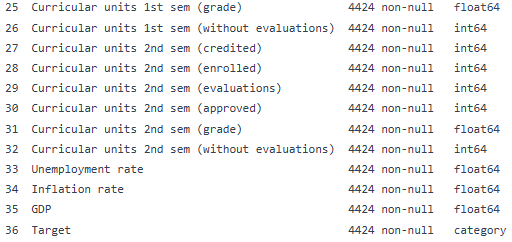 25 Curricular units 1st sem (grade) 4424 non-null float64
26 Curricular units 1st sem (without evaluations) 4424 non-null int64
27 Curricular units 2nd sem (credited) 4424 non-null int64
28 Curricular units 2nd sem (enrolled) 4424 non-null int64
29 Curricular units 2nd sem (evaluations) 4424 non-null int64
30 Curricular units 2nd sem (approved) 4424 non-null int64
31 Curricular units 2nd sem (grade) 4424 non-null float64
32 Curricular units 2nd sem (without evaluations) 4424 non-null int64
33 Unemployment rate 4424 non-null float64
34 Inflation rate 4424 non-null float64
35 GDP 4424 non-null float64
36 Target 4424 non-null category